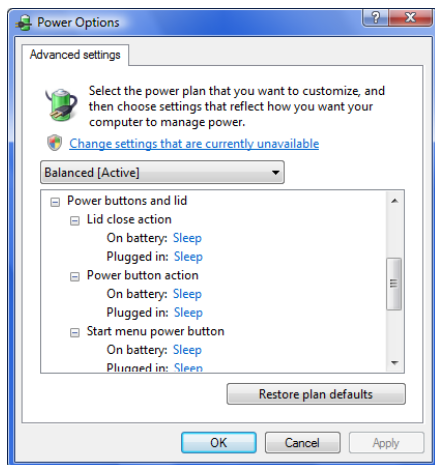 Power Options
Advanced settings
Select the power plan that you want to customize, and
then choose settings that reflect how you want your
computer to manage power.
Change settings that are currently unavailable
Balanced [Active]
Power buttons and lid
Lid close action
On battery: Sleep
Plugged in: Sleep
Power button action
On battery: Sleep
Plugged in: Sleep
Start menu power button
On battery: Sleep
Plugged in: Sleep
Restore plan defaults
OK
Cancel
Apply